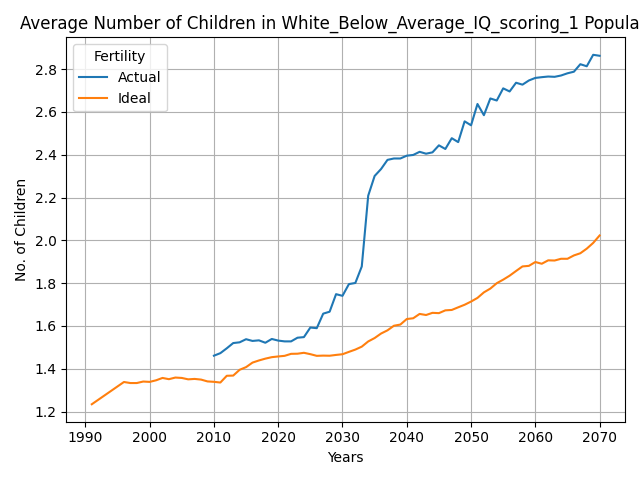 Average Number of Children in White_Below_Average_IQ_scoring_1 Popula
Fertility
Actual
Ideal
No. of Children
2.8
2.6
2.4
2.2
2.0
1.8
1.6
1.4
1.2
1990 2000 2010 2020 2030 2040 2050 2060 2070
Years